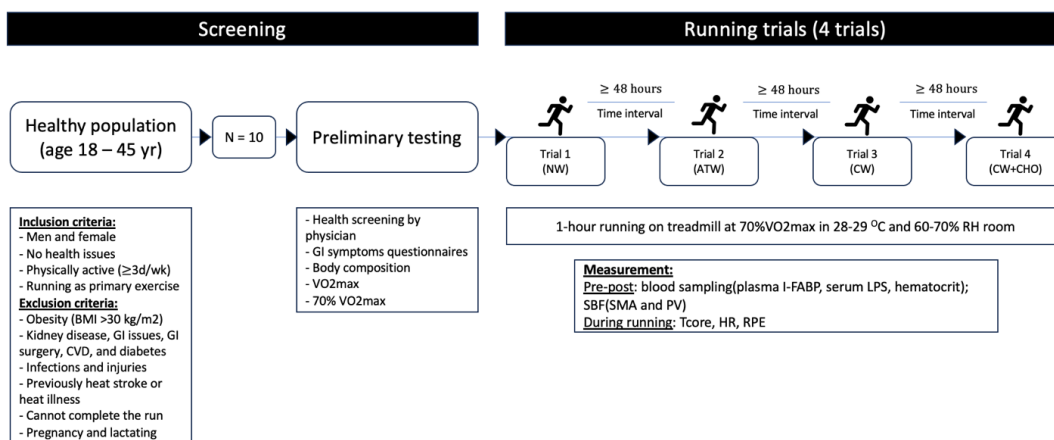 Screening
Running trials (4 trials)
Healthy population
(age 18 – 45 yr)
N = 10
Preliminary testing
≥ 48 hours
Time interval
≥ 48 hours
Time interval
≥ 48 hours
Time interval
Trial 1
(NW)
Trial 2
(ATW)
Trial 3
(CW)
Trial 4
(CW+CHO)
Inclusion criteria:
- Men and female
- No health issues
- Physically active (≥3d/wk)
- Running as primary exercise
Exclusion criteria:
- Obesity (BMI >30 kg/m2)
- Kidney disease, GI issues, GI
surgery, CVD, and diabetes
- Infections and injuries
- Previously heat stroke or
heat illness
- Cannot complete the run
- Pregnancy and lactating
- Health screening by
physician
- GI symptoms questionnaires
- Body composition
- VO2max
- 70% VO2max
1-hour running on treadmill at 70%VO2max in 28-29 ⁰C and 60-70% RH room
Measurement:
Pre-post: blood sampling(plasma I-FABP, serum LPS, hematocrit);
SBF(SMA and PV)
During running: Tcore, HR, RPE